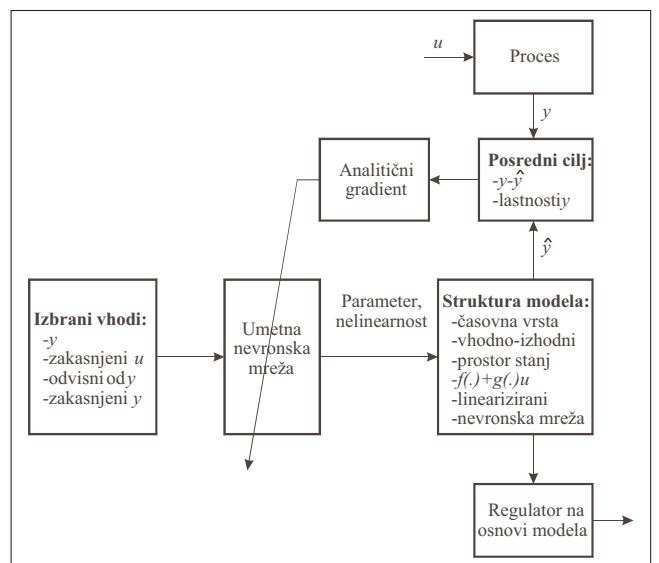 u
Proces
y
Analitični
gradient
Posredni cilj:
-y-ŷ
-lastnosti y
ŷ
Izbrani vhodi:
-y
-zakasnjeni u
-odvisni od y
-zakasnjeni y
Umetna
nevronska
mreža
Parameter,
nelinearnost
Struktura modela:
-časovna vrsta
-vhodno-izhodni
-prostor stanj
-f(.)+g(.)u
-linearizirani
-nevronska mreža
Regulator na
osnovi modela